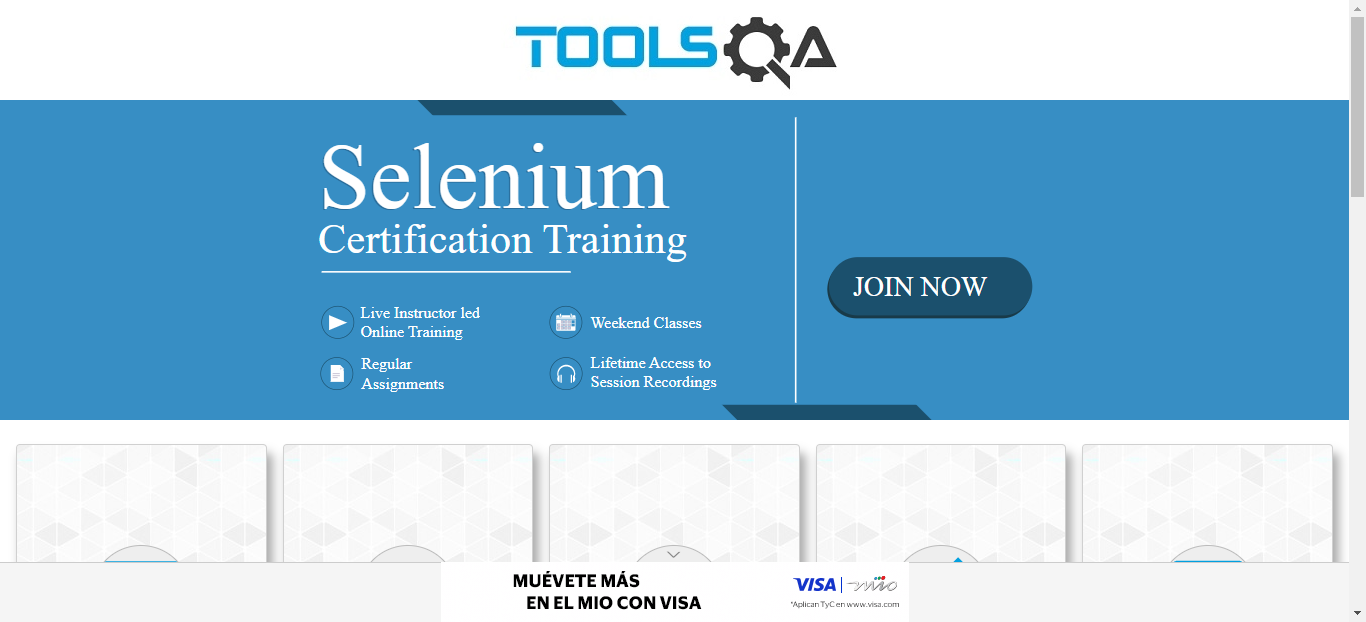 TOOLSQA
Selenium
Certification Training
Live Instructor led
Online Training
Weekend Classes
Regular
Assignments
Lifetime Access to
Session Recordings
JOIN NOW
MUÉVETE MÁS
EN EL MIO CON VISA
VISA | mio
*Aplican TyC en www.visa.com